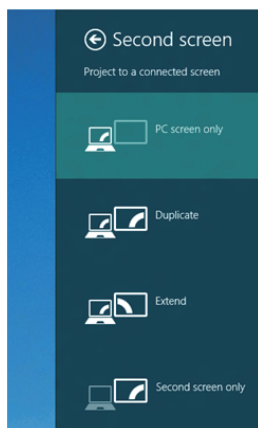 Second screen
Project to a connected screen
PC screen only
Duplicate
Extend
Second screen only